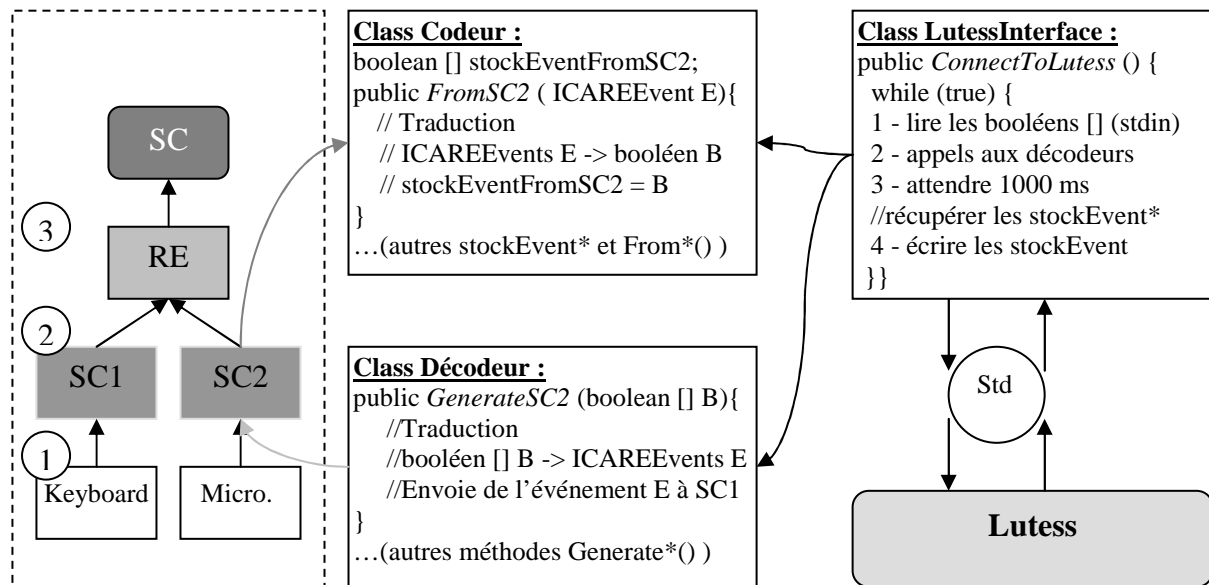 SC
3
RE
2
SC1
SC2
1
Keyboard
Micro.
Class Codeur :
boolean [] stockEventFromSC2;
public FromSC2 ( ICAREEvent E){
// Traduction
// ICAREEvents E -> booléen B
// stockEventFromSC2 = B
}
…(autres stockEvent* et From*() )
Class Décodeur :
public GenerateSC2 (boolean [] B){
//Traduction
//booléen [] B -> ICAREEvents E
//Envoie de l’événement E à SC1
}
…(autres méthodes Generate*() )
Class LutessInterface :
public ConnectToLutess () {
while (true) {
1 - lire les booléens [] (stdin)
2 - appels aux décodeurs
3 - attendre 1000 ms
//récupérer les stockEvent*
4 - écrire les stockEvent
}}
Std
Lutess